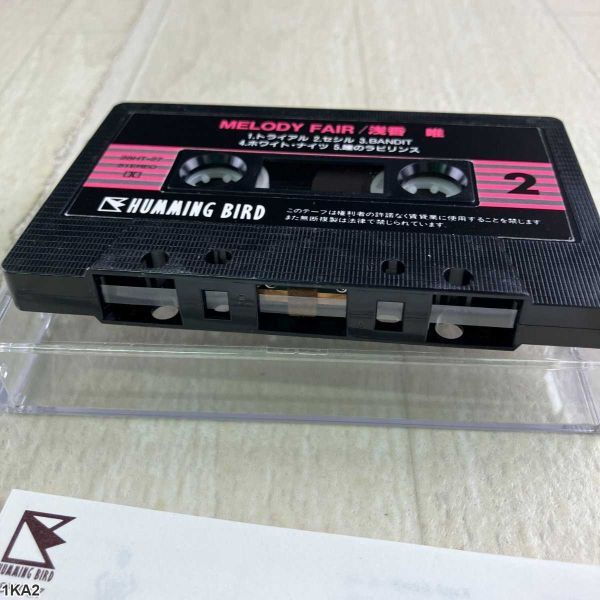 MELODY FAIR/浅香 唯
1.トライアル 2.セシル 3.BANDIT
4.ホワイト・ナイツ 5.瞳のラビリンス
28HT-27
STEREO
2
HUMMING BIRD
このテープは権利者の許諾なく賃貸業に使用することを禁じます
また無断複製は法律で禁じられています。
HUMMING BIRD
1KA2